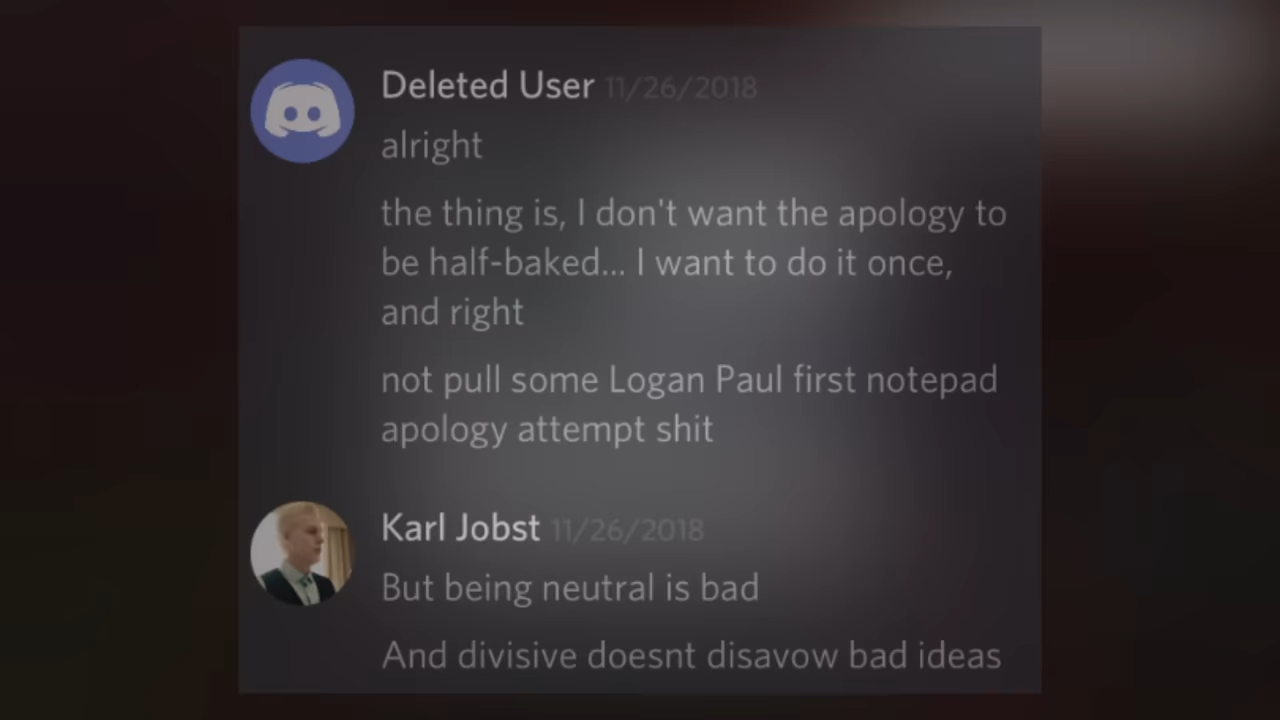 Deleted User 11/26/2018
alright
the thing is, I don't want the apology to
be half-baked... I want to do it once,
and right
not pull some Logan Paul first notepad
apology attempt shit
Karl Jobst 11/26/2018
But being neutral is bad
And divisive doesnt disavow bad ideas